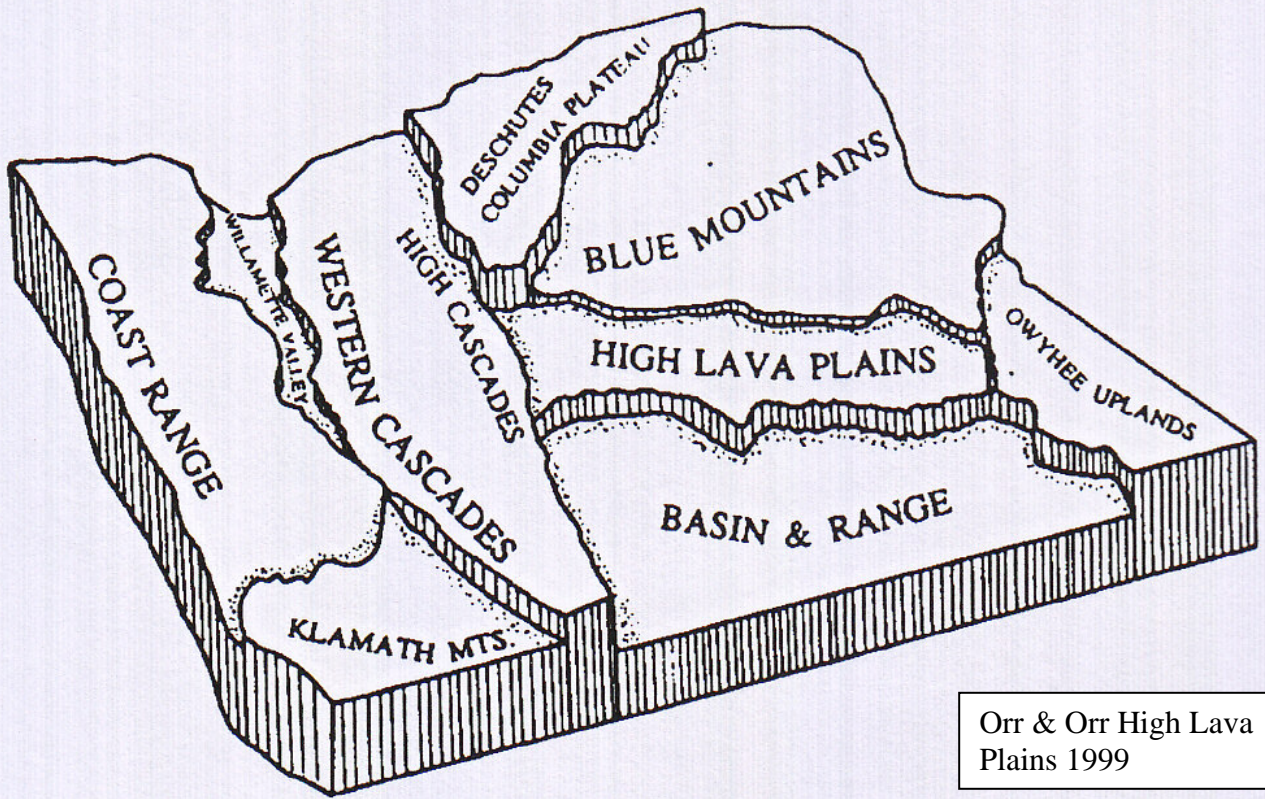 DESCHUTES
COLUMBIA PLATEAU
BLUE MOUNTAINS
WILLAMETTE VALLEY
WESTERN CASCADES
HIGH CASCADES
COAST RANGE
HIGH LAVA PLAINS
OWYHEE UPLANDS
BASIN & RANGE
KLAMATH MTS.
Orr & Orr High Lava
Plains 1999